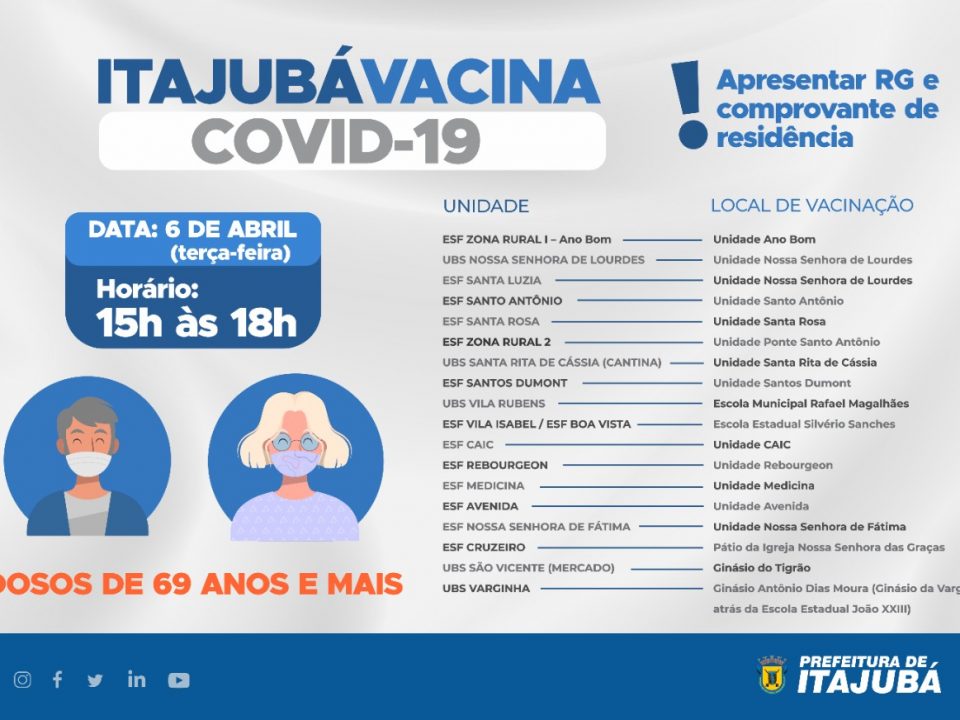 ITAJUBÁVACINA
COVID-19
! Apresentar RG e
comprovante de
residência
DATA: 6 DE ABRIL
(terça-feira)
Horário:
15h às 18h
UNIDADE LOCAL DE VACINAÇÃO
ESF ZONA RURAL I – Ano Bom Unidade Ano Bom
UBS NOSSA SENHORA DE LOURDES Unidade Nossa Senhora de Lourdes
ESF SANTA LUZIA Unidade Nossa Senhora de Lourdes
ESF SANTO ANTÔNIO Unidade Santo Antônio
ESF SANTA ROSA Unidade Santa Rosa
ESF ZONA RURAL 2 Unidade Ponte Santo Antônio
UBS SANTA RITA DE CÁSSIA (CANTINA) Unidade Santa Rita de Cássia
ESF SANTOS DUMONT Unidade Santos Dumont
UBS VILA RUBENS Escola Municipal Rafael Magalhães
ESF VILA ISABEL / ESF BOA VISTA Escola Estadual Silvério Sanches
ESF CAIC Unidade CAIC
ESF REBOURGEON Unidade Rebourgeon
ESF MEDICINA Unidade Medicina
ESF AVENIDA Unidade Avenida
ESF NOSSA SENHORA DE FÁTIMA Unidade Nossa Senhora de Fátima
ESF CRUZEIRO Pátio da Igreja Nossa Senhora das Graças
UBS SÃO VICENTE (MERCADO) Ginásio do Tigrão
UBS VARGINHA Ginásio Antônio Dias Moura (Ginásio da Varg
atrás da Escola Estadual João XXIII)
DOSOS DE 69 ANOS E MAIS
PREFEITURA DE
ITAJUBÁ